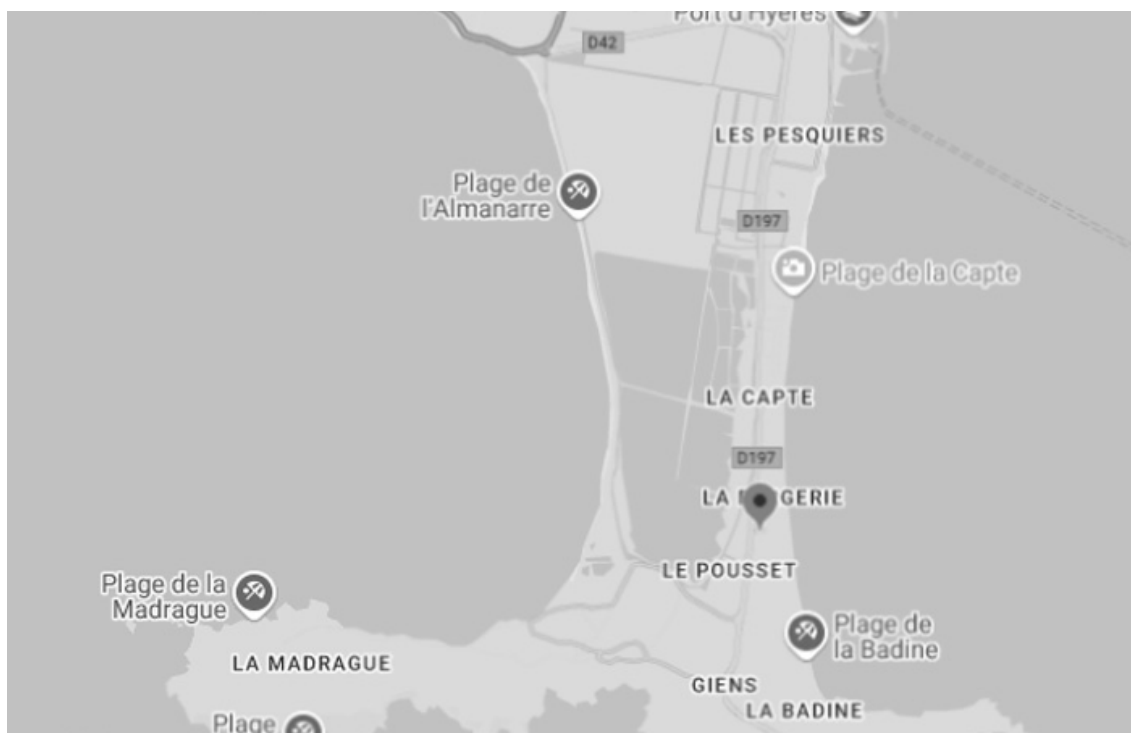 Port d'Hyères
D42
LES PESQUIERS
Plage de
l'Almanarre
D197
Plage de la Capte
LA CAPTE
D197
LA
GERIE
LE POUSSET
Plage de la
Madrague
Plage de
la Badine
LA MADRAGUE
GIENS
LA BADINE
Plage